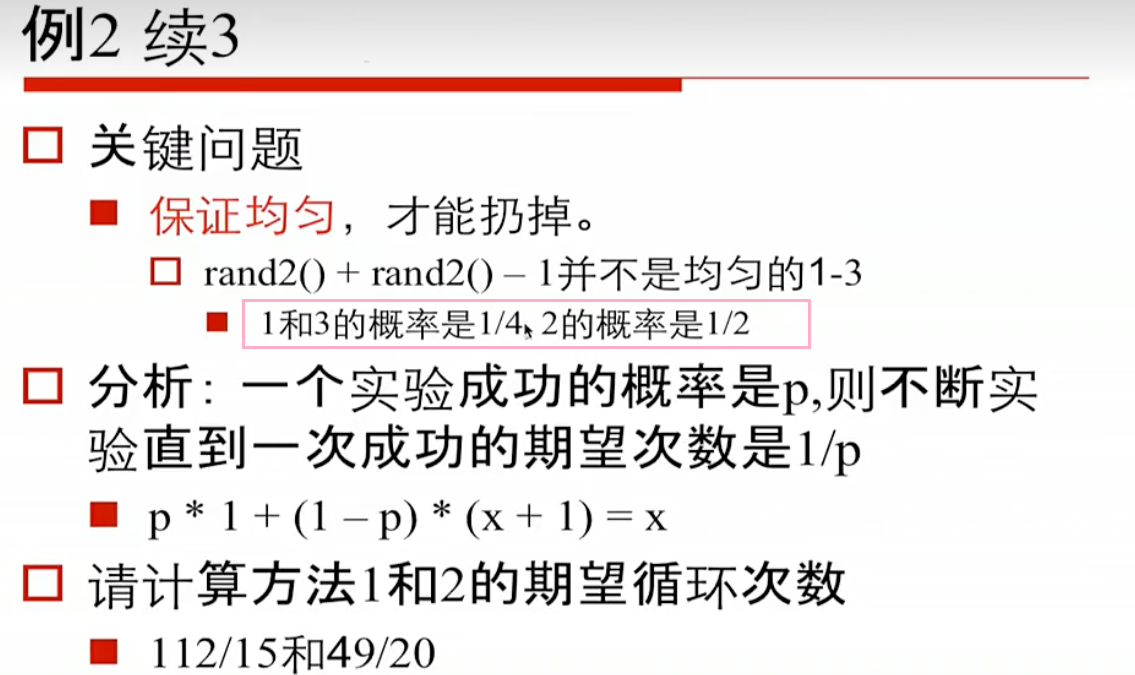 例2 续3
关键问题
保证均匀，才能扔掉。
rand2() + rand2() – 1并不是均匀的1-3
1和3的概率是1/4，2的概率是1/2
分析：一个实验成功的概率是p,则不断实
验直到一次成功的期望次数是1/p
p * 1 + (1 – p) * (x + 1) = x
请计算方法1和2的期望循环次数
112/15和49/20